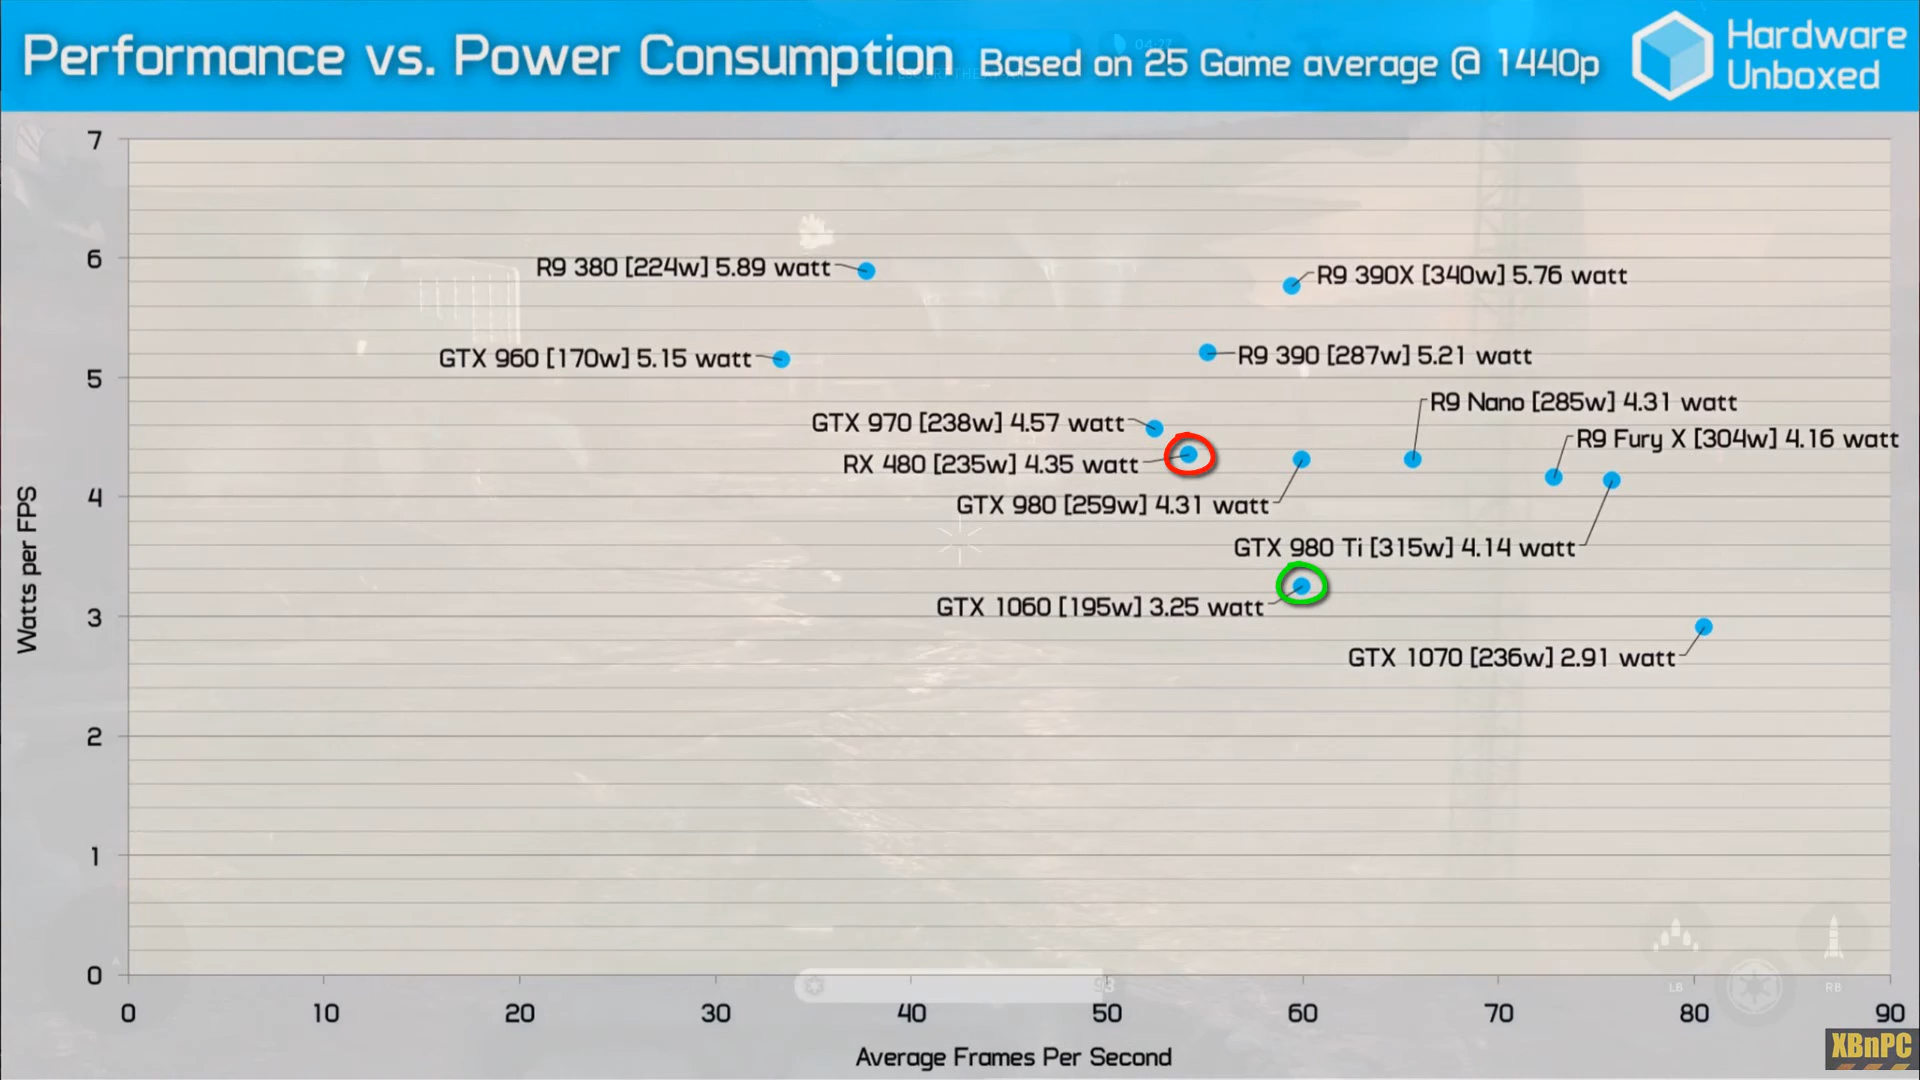 Performance vs. Power Consumption Based on 25 Game average @ 1440p
Hardware
Unboxed
04:27
7
6
5
4
3
2
1
0
Watts per FPS
R9 380 [224w] 5.89 watt
R9 390X [340w] 5.76 watt
GTX 960 [170w] 5.15 watt
R9 390 [287w] 5.21 watt
R9 Nano [285w] 4.31 watt
GTX 970 [238w] 4.57 watt
R9 Fury X [304w] 4.16 watt
RX 480 [235w] 4.35 watt
GTX 980 [259w] 4.31 watt
GTX 980 Ti [315w] 4.14 watt
GTX 1060 [195w] 3.25 watt
GTX 1070 [236w] 2.91 watt
A
93
LB
RB
0 10 20 30 40 50 60 70 80 90
Average Frames Per Second
XBnPC